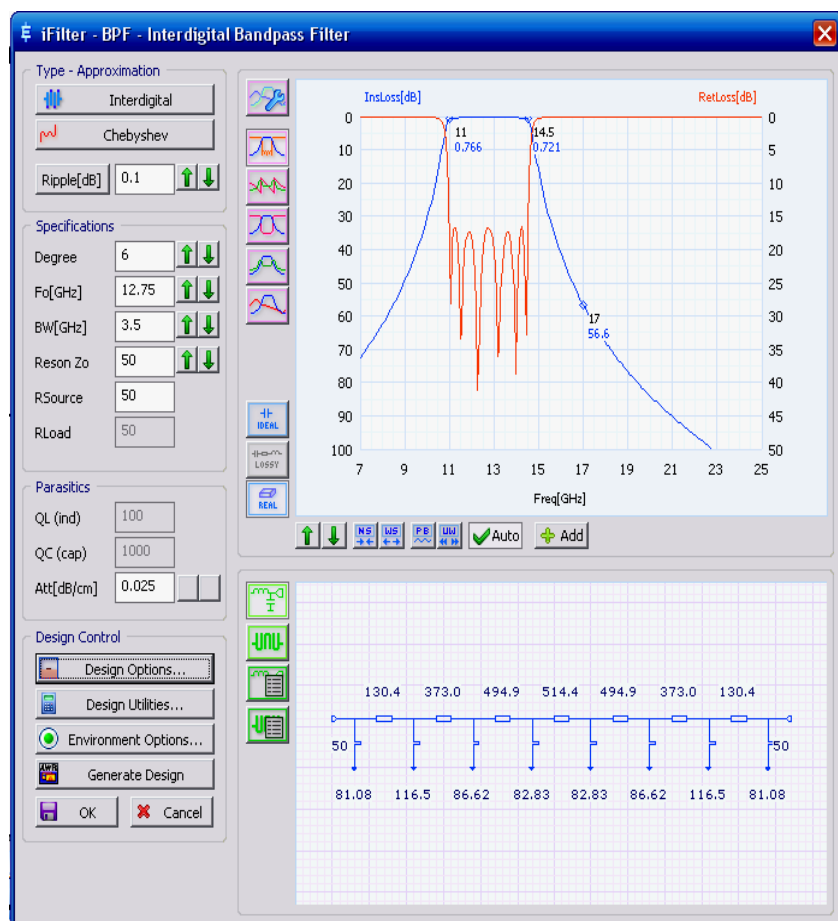 iFilter - BPF - Interdigital Bandpass Filter
Type - Approximation
Interdigital
Chebyshev
Ripple[dB] 0.1
Specifications
Degree 6
Fo[GHz] 12.75
BW[GHz] 3.5
Reson Zo 50
RSource 50
RLoad 50
Parasitics
QL (ind) 100
QC (cap) 1000
Att[dB/cm] 0.025
Design Control
Design Options...
Design Utilities...
Environment Options...
AWR
Generate Design
OK Cancel
IDEAL
LOSSY
REAL
InsLoss[dB] RetLoss[dB]
0 0
11 14.5
0.766 0.721
10 5
20 10
30 15
40 20
50 25
60 30
17
56.6
70 35
80 40
90 45
100 50
7 9 11 13 15 17 19 21 23 25
Freq[GHz]
NS WS PB UW Auto Add
130.4 373.0 494.9 514.4 494.9 373.0 130.4
50 50
81.08 116.5 86.62 82.83 82.83 86.62 116.5 81.08